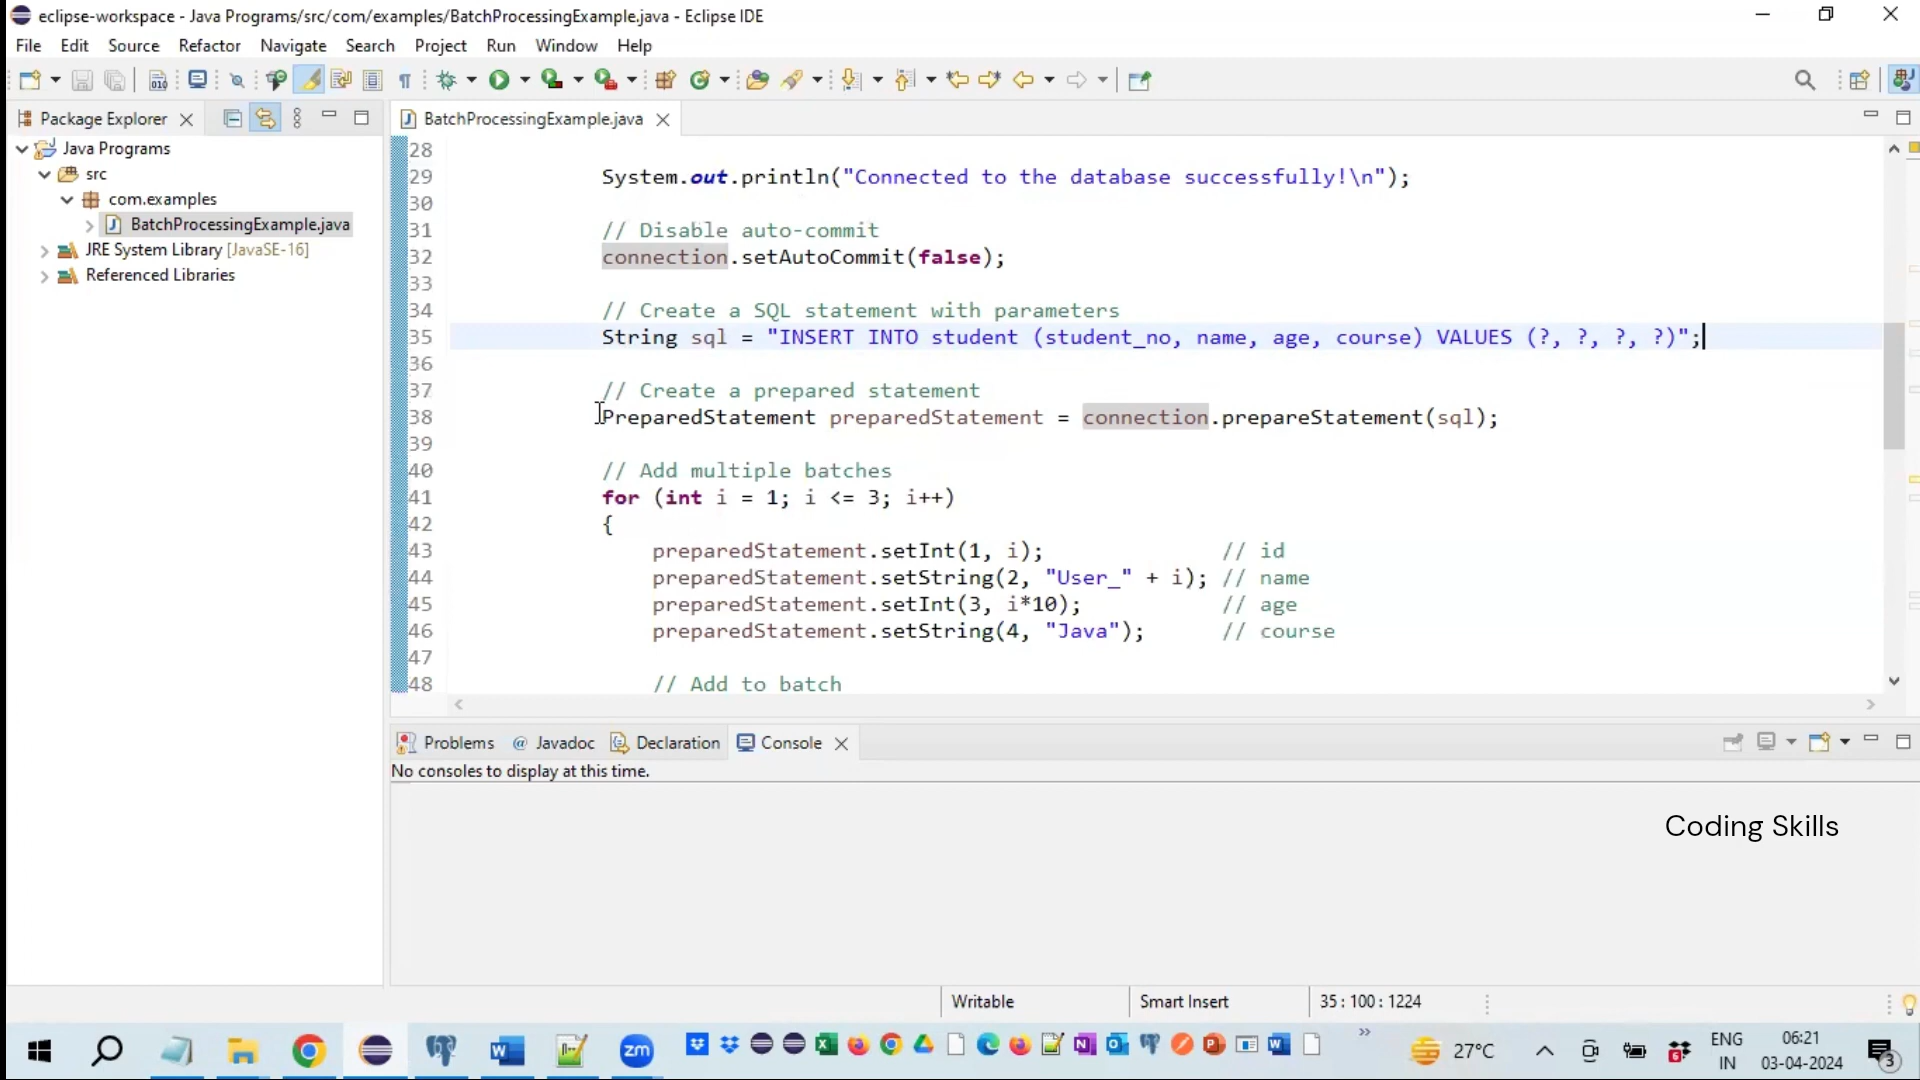 eclipse-workspace - Java Programs/src/com/examples/BatchProcessingExample.java - Eclipse IDE
File Edit Source Refactor Navigate Search Project Run Window Help
Package Explorer
BatchProcessingExample.java
Java Programs
src
com.examples
BatchProcessingExample.java
JRE System Library [JavaSE-16]
Referenced Libraries
28
29 System.out.println("Connected to the database successfully!\n");
30
31 // Disable auto-commit
32 connection.setAutoCommit(false);
33
34 // Create a SQL statement with parameters
35 String sql = "INSERT INTO student (student_no, name, age, course) VALUES (?, ?, ?, ?)";
36
37 // Create a prepared statement
38 PreparedStatement preparedStatement = connection.prepareStatement(sql);
39
40 // Add multiple batches
41 for (int i = 1; i <= 3; i++)
42 {
43 preparedStatement.setInt(1, i); // id
44 preparedStatement.setString(2, "User_" + i); // name
45 preparedStatement.setInt(3, i*10); // age
46 preparedStatement.setString(4, "Java"); // course
47
48 // Add to batch
Problems @ Javadoc Declaration Console
No consoles to display at this time.
Coding Skills
Writable Smart Insert 35 : 100 : 1224
zm
27°C
ENG
IN
06:21
03-04-2024
3